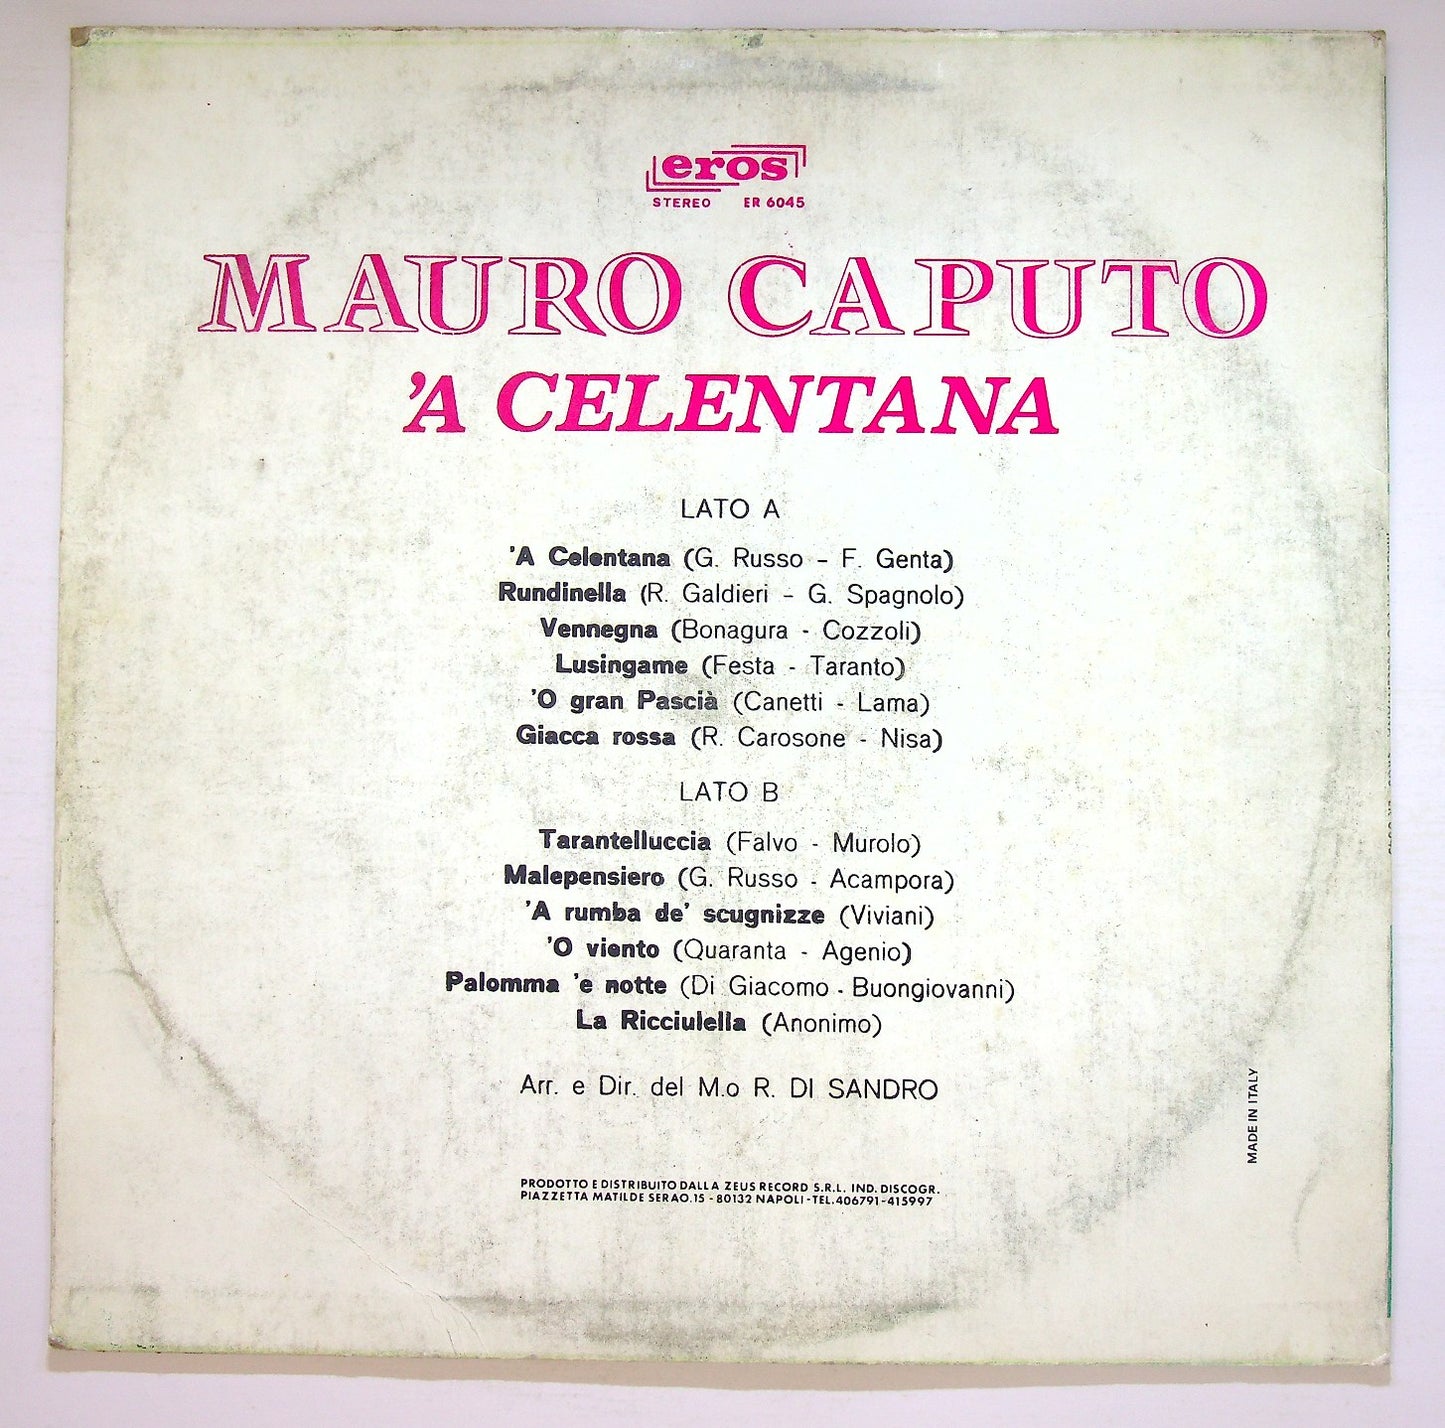 eros
STEREO ER 6045
MAURO CAPUTO
'A CELENTANA
LATO A
'A Celentana (G. Russo – F. Genta)
Rundinella (R. Galdieri – G. Spagnolo)
Vennegna (Bonagura - Cozzoli)
Lusingame (Festa - Taranto)
'O gran Pascià (Canetti - Lama)
Giacca rossa (R. Carosone - Nisa)
LATO B
Tarantelluccia (Falvo - Murolo)
Malepensiero (G. Russo - Acampora)
'A rumba de' scugnizze (Viviani)
'O viento (Quaranta - Agenio)
Palomma 'e notte (Di Giacomo - Buongiovanni)
La Ricciulella (Anonimo)
Arr. e Dir. del M.o R. DI SANDRO
MADE IN ITALY
PRODOTTO E DISTRIBUITO DALLA ZEUS RECORD S.R.L. IND. DISCOGR.
PIAZZETTA MATILDE SERAO.15 - 80132 NAPOLI - TEL. 406791-415997